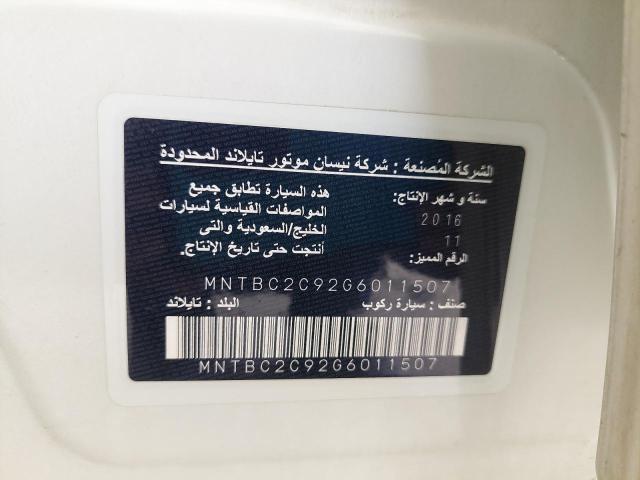 الشركة المُصنعة : شركة نيسان موتور تايلاند المحدودة
سنة و شهر الإنتاج:
2016
11
الرقم المميز:
هذه السيارة تطابق جميع
المواصفات القياسية لسيارات
الخليج/السعودية والتى
أنتجت حتى تاريخ الإنتاج.
MNTBC2C92G6011507
صنف : سيارة ركوب
البلد : تايلاند
MNTBC2C92G6011507